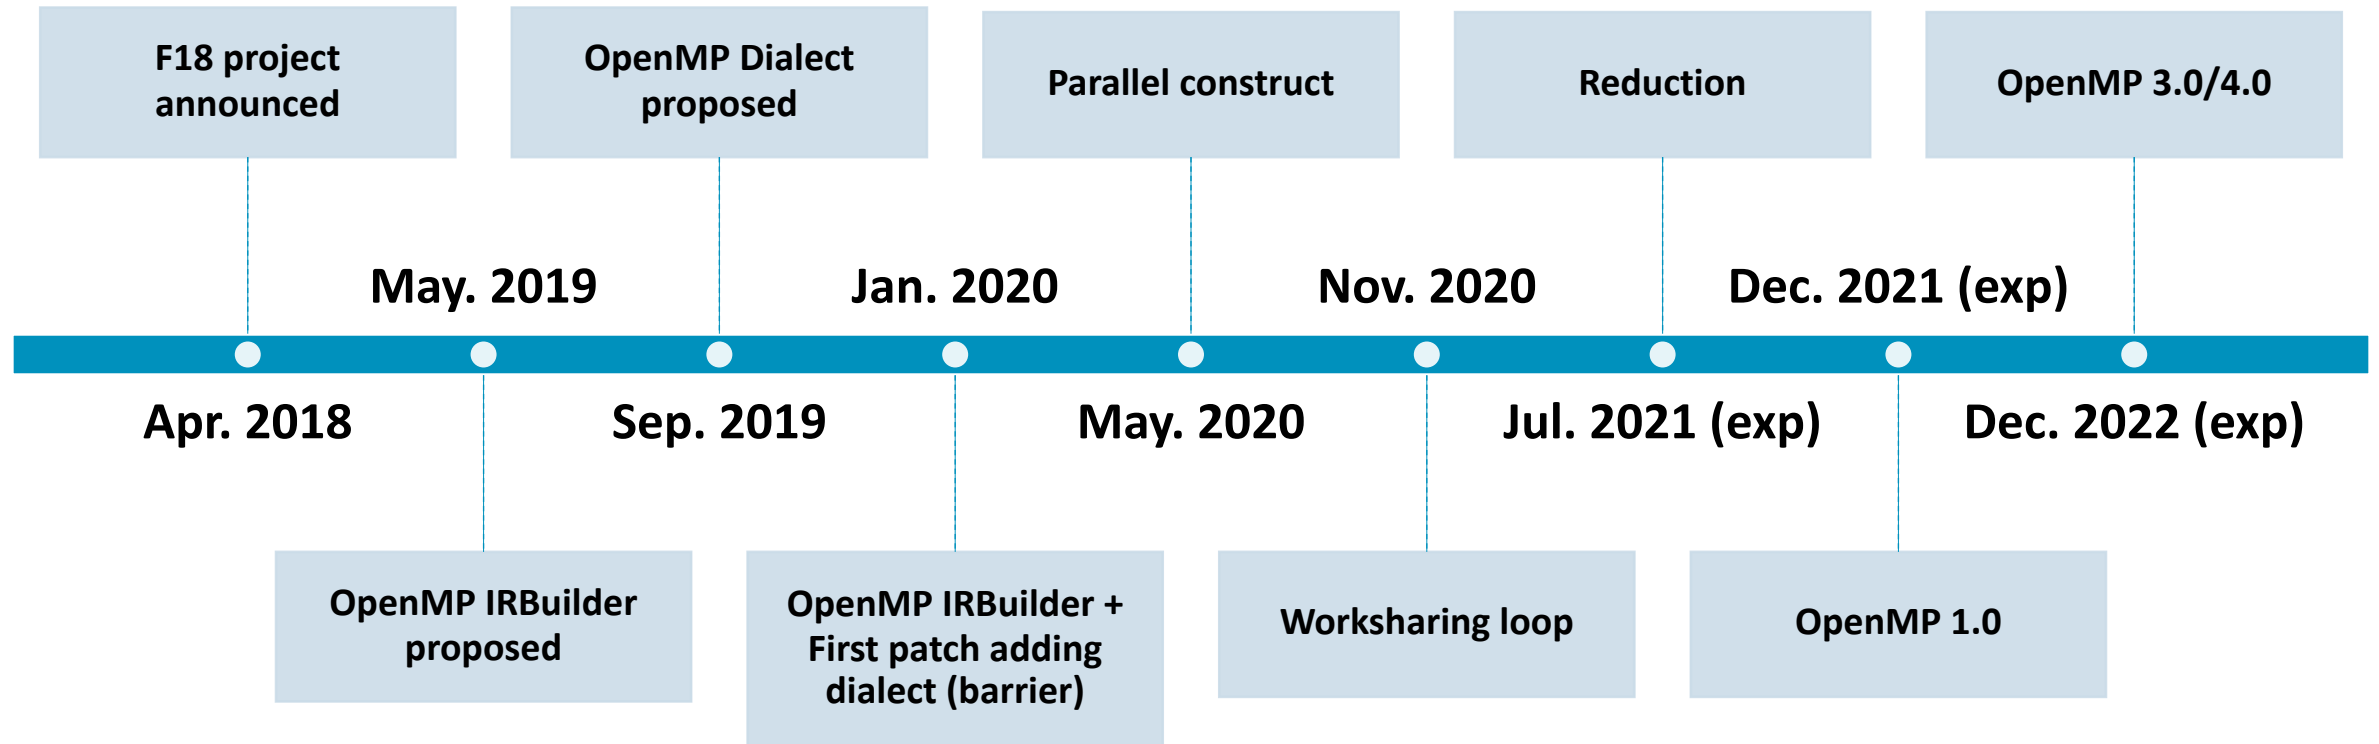 F18 project
announced
OpenMP Dialect
proposed
Parallel construct
Reduction
OpenMP 3.0/4.0
May. 2019
Jan. 2020
Nov. 2020
Dec. 2021 (exp)
Apr. 2018
Sep. 2019
May. 2020
Jul. 2021 (exp)
Dec. 2022 (exp)
OpenMP IRBuilder
proposed
OpenMP IRBuilder +
First patch adding
dialect (barrier)
Worksharing loop
OpenMP 1.0